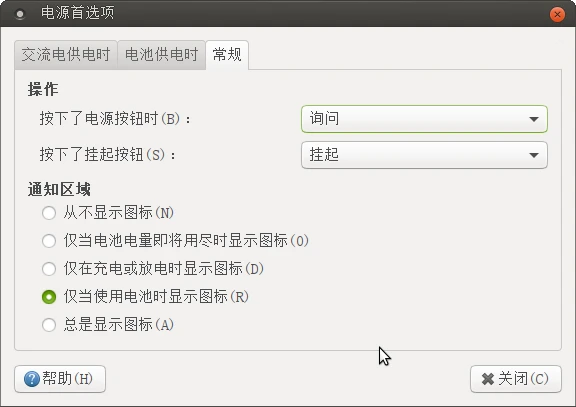 电源首选项
交流电供电时 电池供电时 常规
操作
按下了电源按钮时(B)： 询问
按下了挂起按钮(S)： 挂起
通知区域
从不显示图标(N)
仅当电池电量即将用尽时显示图标(0)
仅在充电或放电时显示图标(D)
仅当使用电池时显示图标(R)
总是显示图标(A)
帮助(H) 关闭(C)